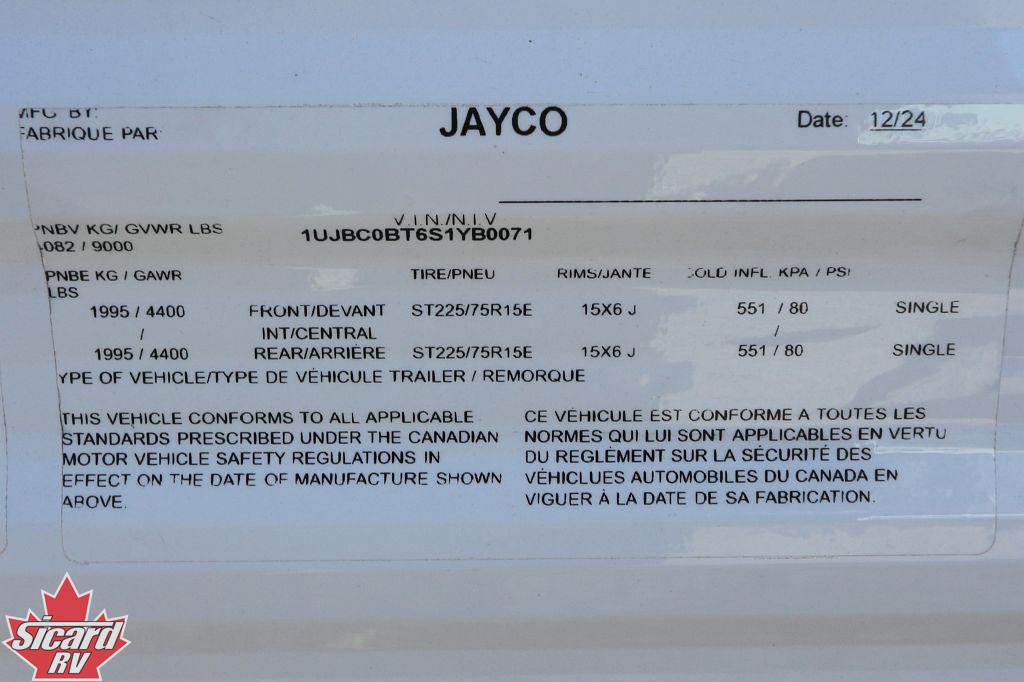 MFG BY:
FABRIQUE PAR:
JAYCO
Date: 12/24
V.I.N./N.I.V
PNBV KG/ GVWR LBS
1UJBC0BT6S1YB0071
4082 / 9000
PNBE KG / GAWR TIRE/PNEU RIMS/JANTE COLD INFL. KPA / PSI
LBS
1995 / 4400 FRONT/DEVANT ST225/75R15E 15X6 J 551 / 80 SINGLE
/ INT/CENTRAL /
1995 / 4400 REAR/ARRIÈRE ST225/75R15E 15X6 J 551 / 80 SINGLE
YPE OF VEHICLE/TYPE DE VÉHICULE TRAILER / REMORQUE
THIS VEHICLE CONFORMS TO ALL APPLICABLE
STANDARDS PRESCRIBED UNDER THE CANADIAN
MOTOR VEHICLE SAFETY REGULATIONS IN
EFFECT ON THE DATE OF MANUFACTURE SHOWN
ABOVE.
CE VÉHICULE EST CONFORME A TOUTES LES
NORMES QUI LUI SONT APPLICABLES EN VERTU
DU REGLÉMENT SUR LA SÉCURITÉ DES
VÉHICLUES AUTOMOBILES DU CANADA EN
VIGUER À LA DATE DE SA FABRICATION.
Sicard
RV